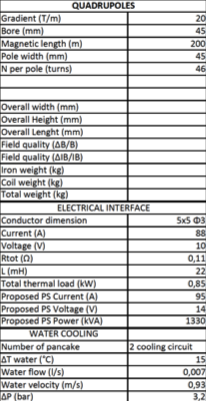 QUADRUPOLES
Gradient (T/m) 20
Bore (mm) 45
Magnetic length (m) 200
Pole width (mm) 45
N per pole (turns) 46
Overall width (mm)
Overall Height (mm)
Overall Lenght (mm)
Field quality (ΔB/B)
Field quality (ΔIB/IB)
Iron weight (kg)
Coil weight (kg)
Total weight (kg)
ELECTRICAL INTERFACE
Conductor dimension 5x5 Φ3
Current (A) 88
Voltage (V) 10
Rtot (Ω) 0,11
L (mH) 22
Total thermal load (kW) 0,85
Proposed PS Current (A) 95
Proposed PS Voltage (V) 14
Proposed PS Power (kVA) 1330
WATER COOLING
Number of pancake 2 cooling circuit
ΔT water (°C) 15
Water flow (l/s) 0,007
Water velocity (m/s) 0,93
ΔP (bar) 3,2